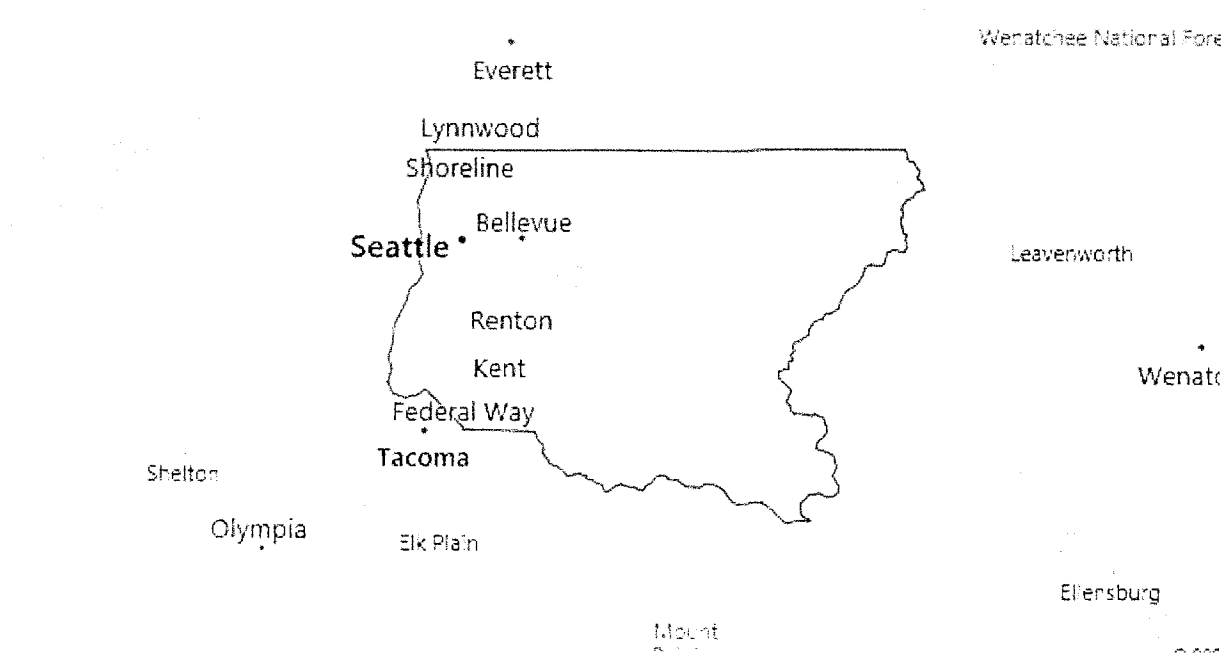 Wenatchee National Fore
Everett
Lynnwood
Shoreline
Bellevue
Seattle
Leavenworth
Renton
Kent
Wenatc
Federal Way
Tacoma
Shelton
Olympia
Elk Plain
Ellensburg
Mount